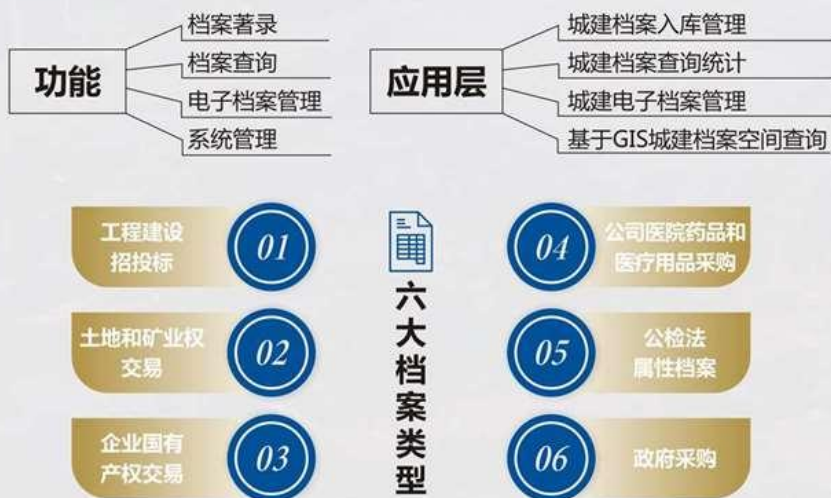 功能
档案著录
档案查询
电子档案管理
系统管理
应用层
城建档案入库管理
城建档案查询统计
城建电子档案管理
基于GIS城建档案空间查询
六大档案类型
工程建设
招投标
01
土地和矿业权
交易
02
企业国有
产权交易
03
04
公司医院药品和
医疗用品采购
05
公检法
属性档案
06
政府采购